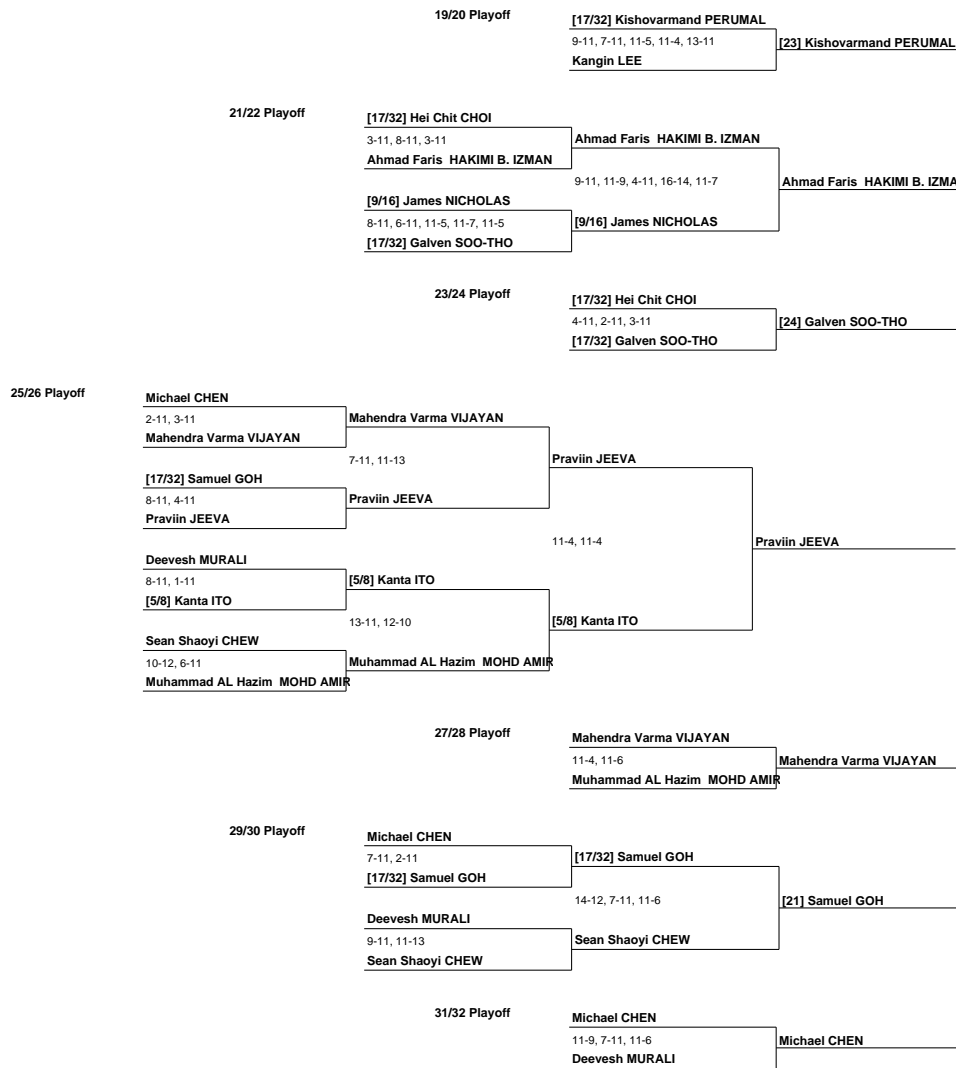 19/20 Playoff
[17/32] Kishovarmand PERUMAL
9-11, 7-11, 11-5, 11-4, 13-11
[23] Kishovarmand PERUMAL
Kangin LEE
21/22 Playoff
[17/32] Hei Chit CHOI
3-11, 8-11, 3-11
Ahmad Faris HAKIMI B. IZMAN
Ahmad Faris HAKIMI B. IZMAN
9-11, 11-9, 4-11, 16-14, 11-7
Ahmad Faris HAKIMI B. IZMA
[9/16] James NICHOLAS
8-11, 6-11, 11-5, 11-7, 11-5
[9/16] James NICHOLAS
[17/32] Galven SOO-THO
23/24 Playoff
[17/32] Hei Chit CHOI
4-11, 2-11, 3-11
[24] Galven SOO-THO
[17/32] Galven SOO-THO
25/26 Playoff
Michael CHEN
2-11, 3-11
Mahendra Varma VIJAYAN
Mahendra Varma VIJAYAN
7-11, 11-13
Praviin JEEVA
[17/32] Samuel GOH
8-11, 4-11
Praviin JEEVA
Praviin JEEVA
11-4, 11-4
Praviin JEEVA
Deevesh MURALI
8-11, 1-11
[5/8] Kanta ITO
[5/8] Kanta ITO
13-11, 12-10
[5/8] Kanta ITO
Sean Shaoyi CHEW
10-12, 6-11
Muhammad AL Hazim MOHD AMIR
Muhammad AL Hazim MOHD AMIR
27/28 Playoff
Mahendra Varma VIJAYAN
11-4, 11-6
Mahendra Varma VIJAYAN
Muhammad AL Hazim MOHD AMIR
29/30 Playoff
Michael CHEN
7-11, 2-11
[17/32] Samuel GOH
[17/32] Samuel GOH
14-12, 7-11, 11-6
[21] Samuel GOH
Deevesh MURALI
9-11, 11-13
Sean Shaoyi CHEW
Sean Shaoyi CHEW
31/32 Playoff
Michael CHEN
11-9, 7-11, 11-6
Michael CHEN
Deevesh MURALI